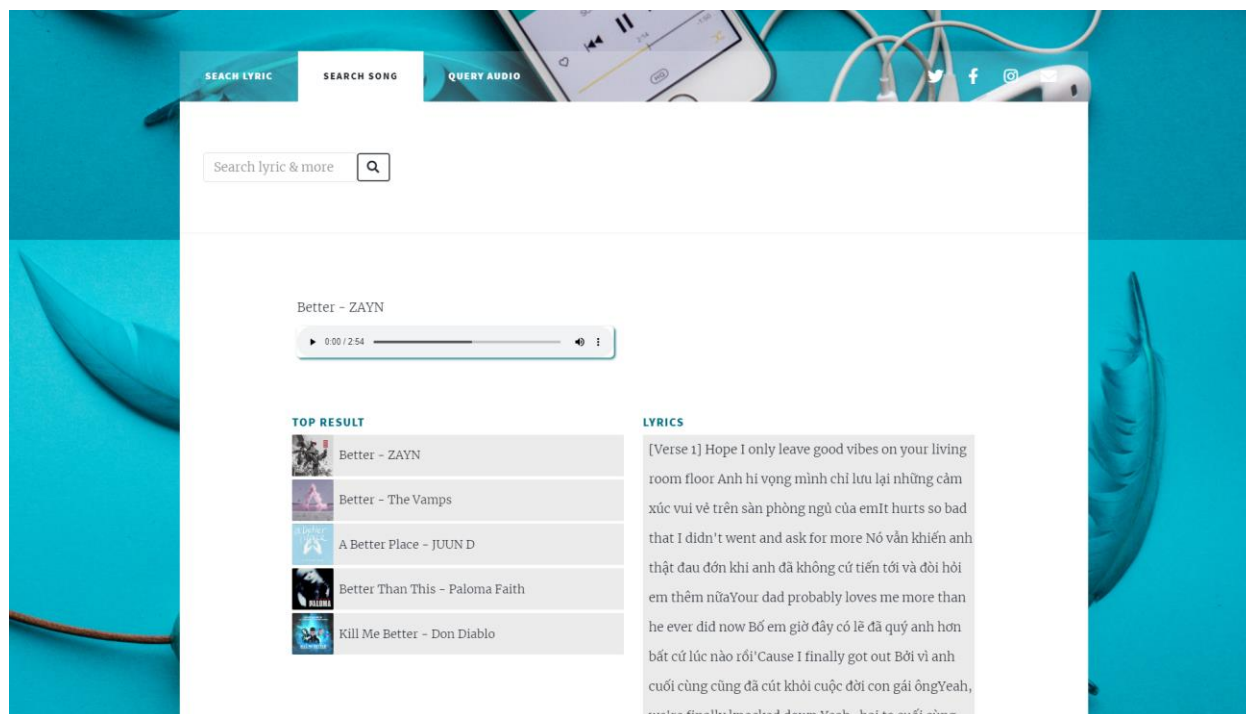 SEACH LYRIC
SEARCH SONG
QUERY AUDIO
Search lyric & more
Better - ZAYN
0:00 / 2:54
TOP RESULT
Better - ZAYN
Better - The Vamps
A Better Place - JUUN D
Better Than This - Paloma Faith
Kill Me Better - Don Diablo
LYRICS
[Verse 1] Hope I only leave good vibes on your living
room floor Anh hi vọng mình chỉ lưu lại những cảm
xúc vui vẻ trên sàn phòng ngủ của emIt hurts so bad
that I didn't went and ask for more Nó vẫn khiến anh
thật đau đớn khi anh đã không cứ tiến tới và đòi hỏi
em thêm nữaYour dad probably loves me more than
he ever did now Bố em giờ đây có lẽ đã quý anh hơn
bất cứ lúc nào rồi'Cause I finally got out Bởi vì anh
cuối cùng cũng đã cút khỏi cuộc đời con gái ôngYeah,